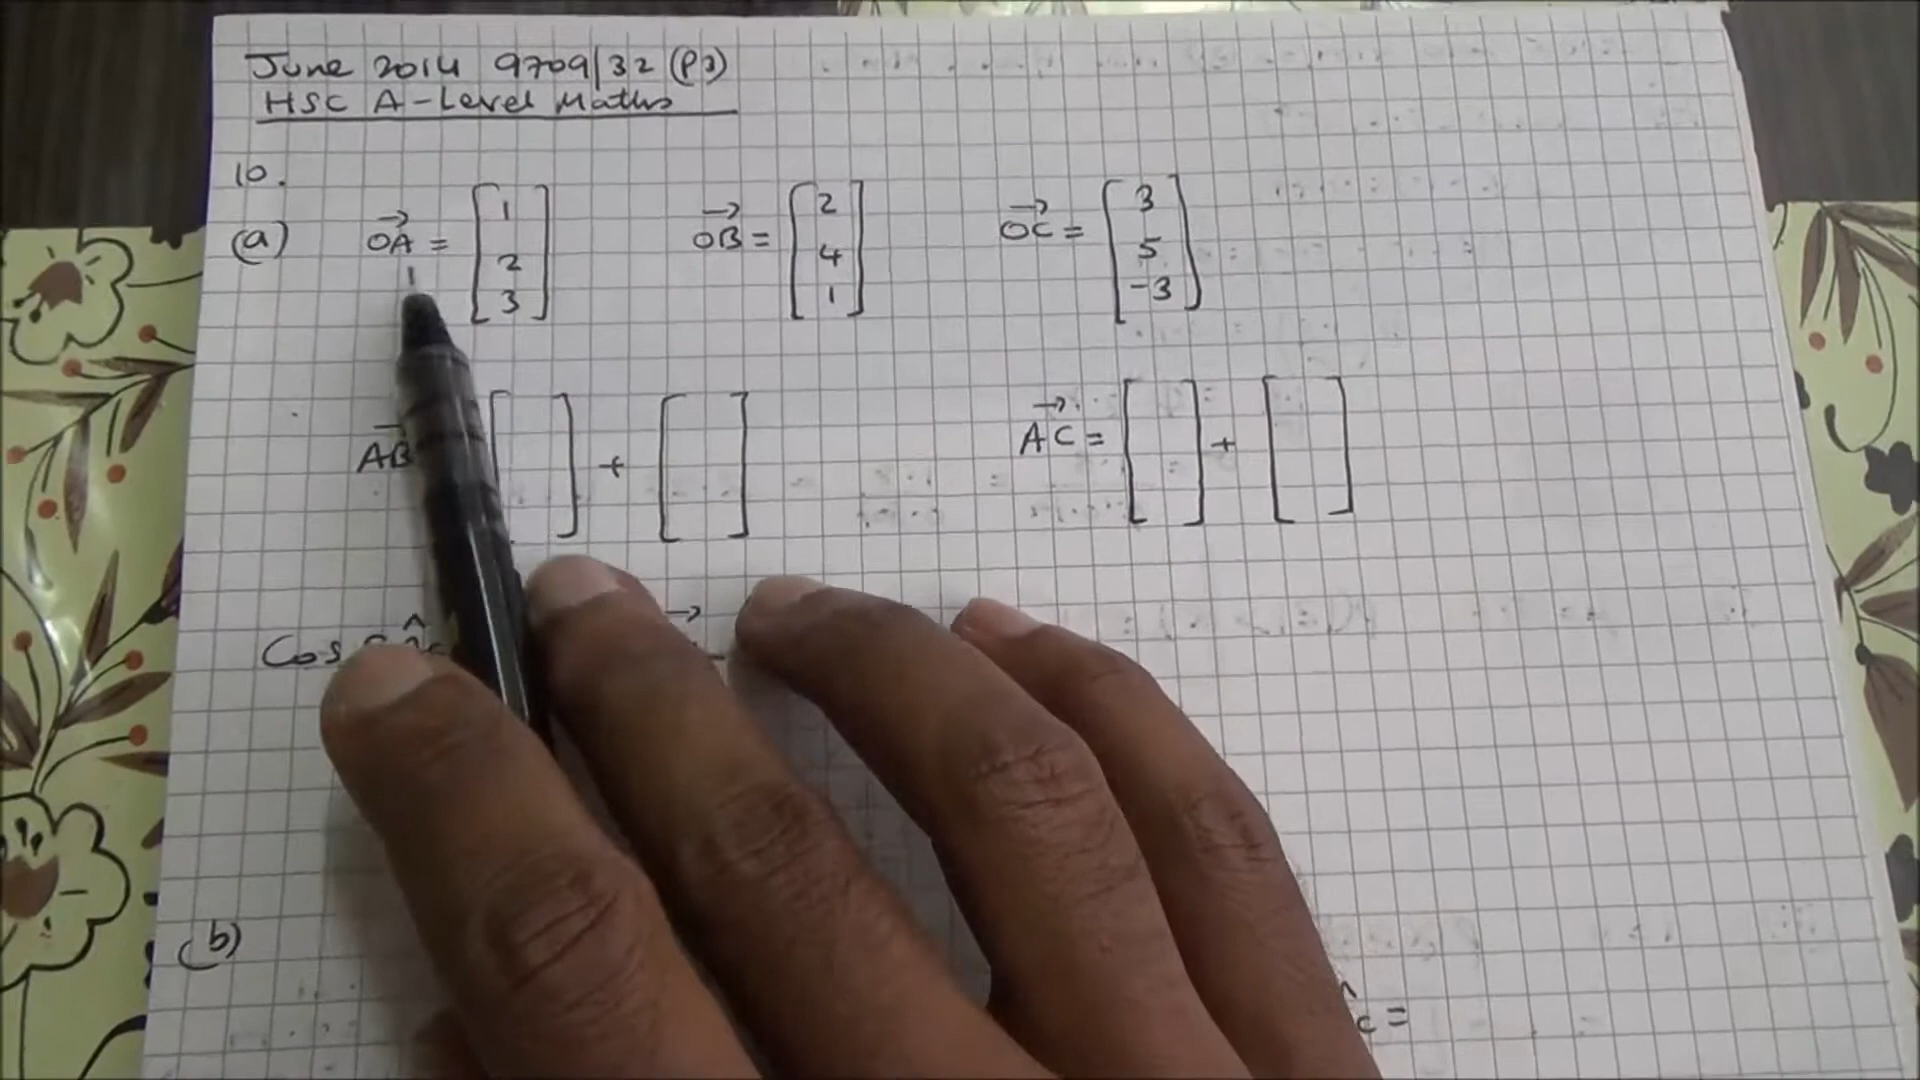 June 2014 9709/32 (P3)
HSC A-Level Maths
10.
(a) OA→ = [1 2 3] OB→ = [2 4 1] OC→ = [3 5 -3]
AB [ ] + [ ] AC→ = [ ] + [ ]
Cos
(b)
c =